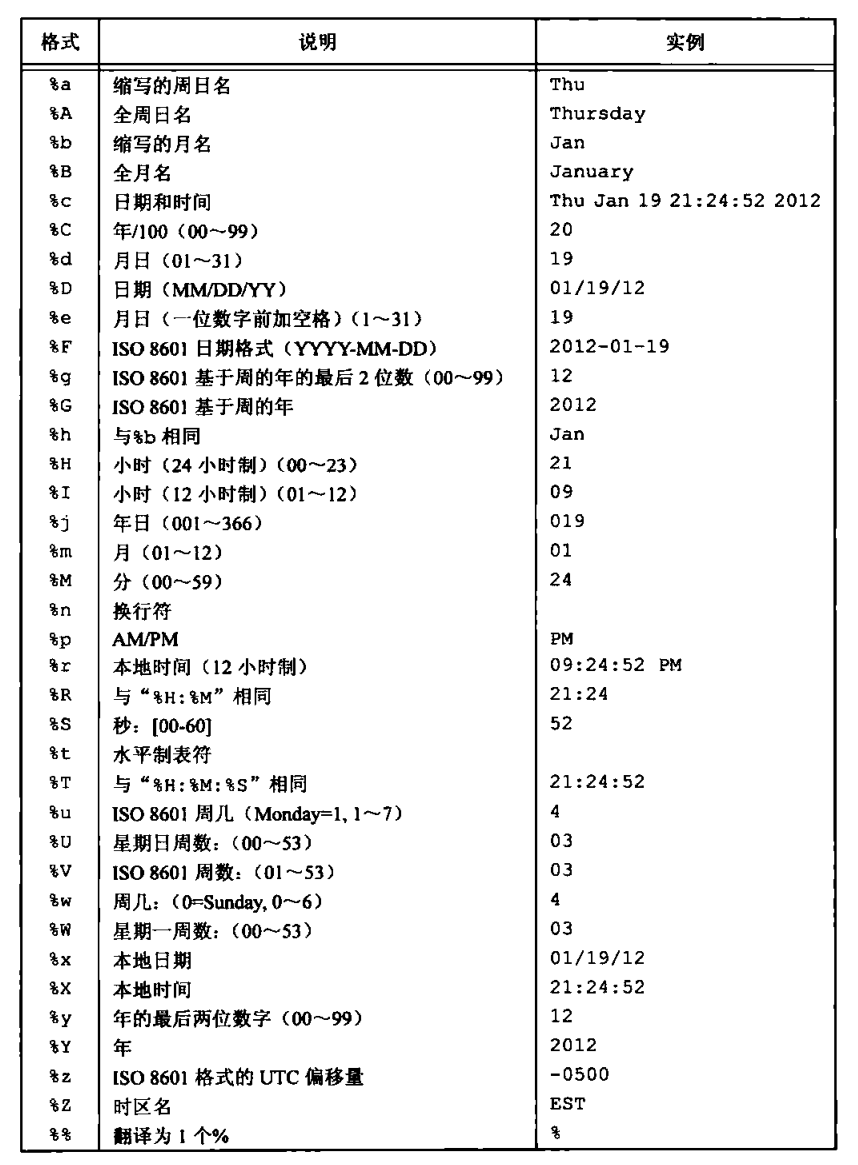 格式 说明 实例
%a 缩写的周日名 Thu
%A 全周日名 Thursday
%b 缩写的月名 Jan
%B 全月名 January
%c 日期和时间 Thu Jan 19 21:24:52 2012
%C 年/100（00～99） 20
%d 月日（01～31） 19
%D 日期（MM/DD/YY） 01/19/12
%e 月日（一位数字前加空格）（1～31） 19
%F ISO 8601 日期格式（YYYY-MM-DD） 2012-01-19
%g ISO 8601 基于周的年的最后 2 位数（00～99） 12
%G ISO 8601 基于周的年 2012
%h 与%b 相同 Jan
%H 小时（24 小时制）（00～23） 21
%I 小时（12 小时制）（01～12） 09
%j 年日（001～366） 019
%m 月（01～12） 01
%M 分（00～59） 24
%n 换行符
%p AM/PM PM
%r 本地时间（12 小时制） 09:24:52 PM
%R 与“%H:%M”相同 21:24
%S 秒：[00-60] 52
%t 水平制表符
%T 与“%H:%M:%S”相同 21:24:52
%u ISO 8601 周几（Monday=1, 1～7） 4
%U 星期日周数：（00～53） 03
%V ISO 8601 周数：（01～53） 03
%w 周几：（0=Sunday, 0～6） 4
%W 星期一周数：（00～53） 03
%x 本地日期 01/19/12
%X 本地时间 21:24:52
%y 年的最后两位数字（00～99） 12
%Y 年 2012
%z ISO 8601 格式的 UTC 偏移量 -0500
%Z 时区名 EST
%% 翻译为 1 个% %